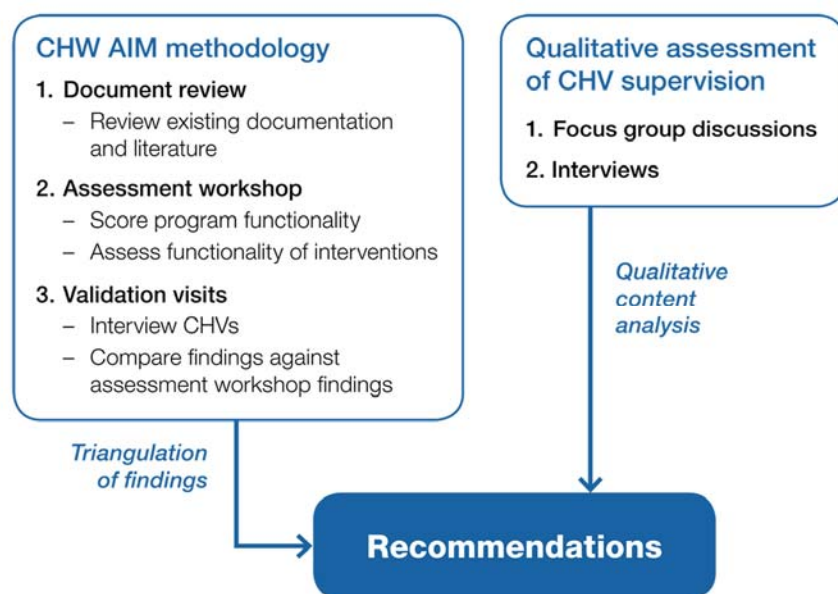 CHW AIM methodology
1. Document review
– Review existing documentation
and literature
2. Assessment workshop
– Score program functionality
– Assess functionality of interventions
3. Validation visits
– Interview CHVs
– Compare findings against
assessment workshop findings
Qualitative assessment
of CHV supervision
1. Focus group discussions
2. Interviews
Triangulation
of findings
Qualitative
content
analysis
Recommendations